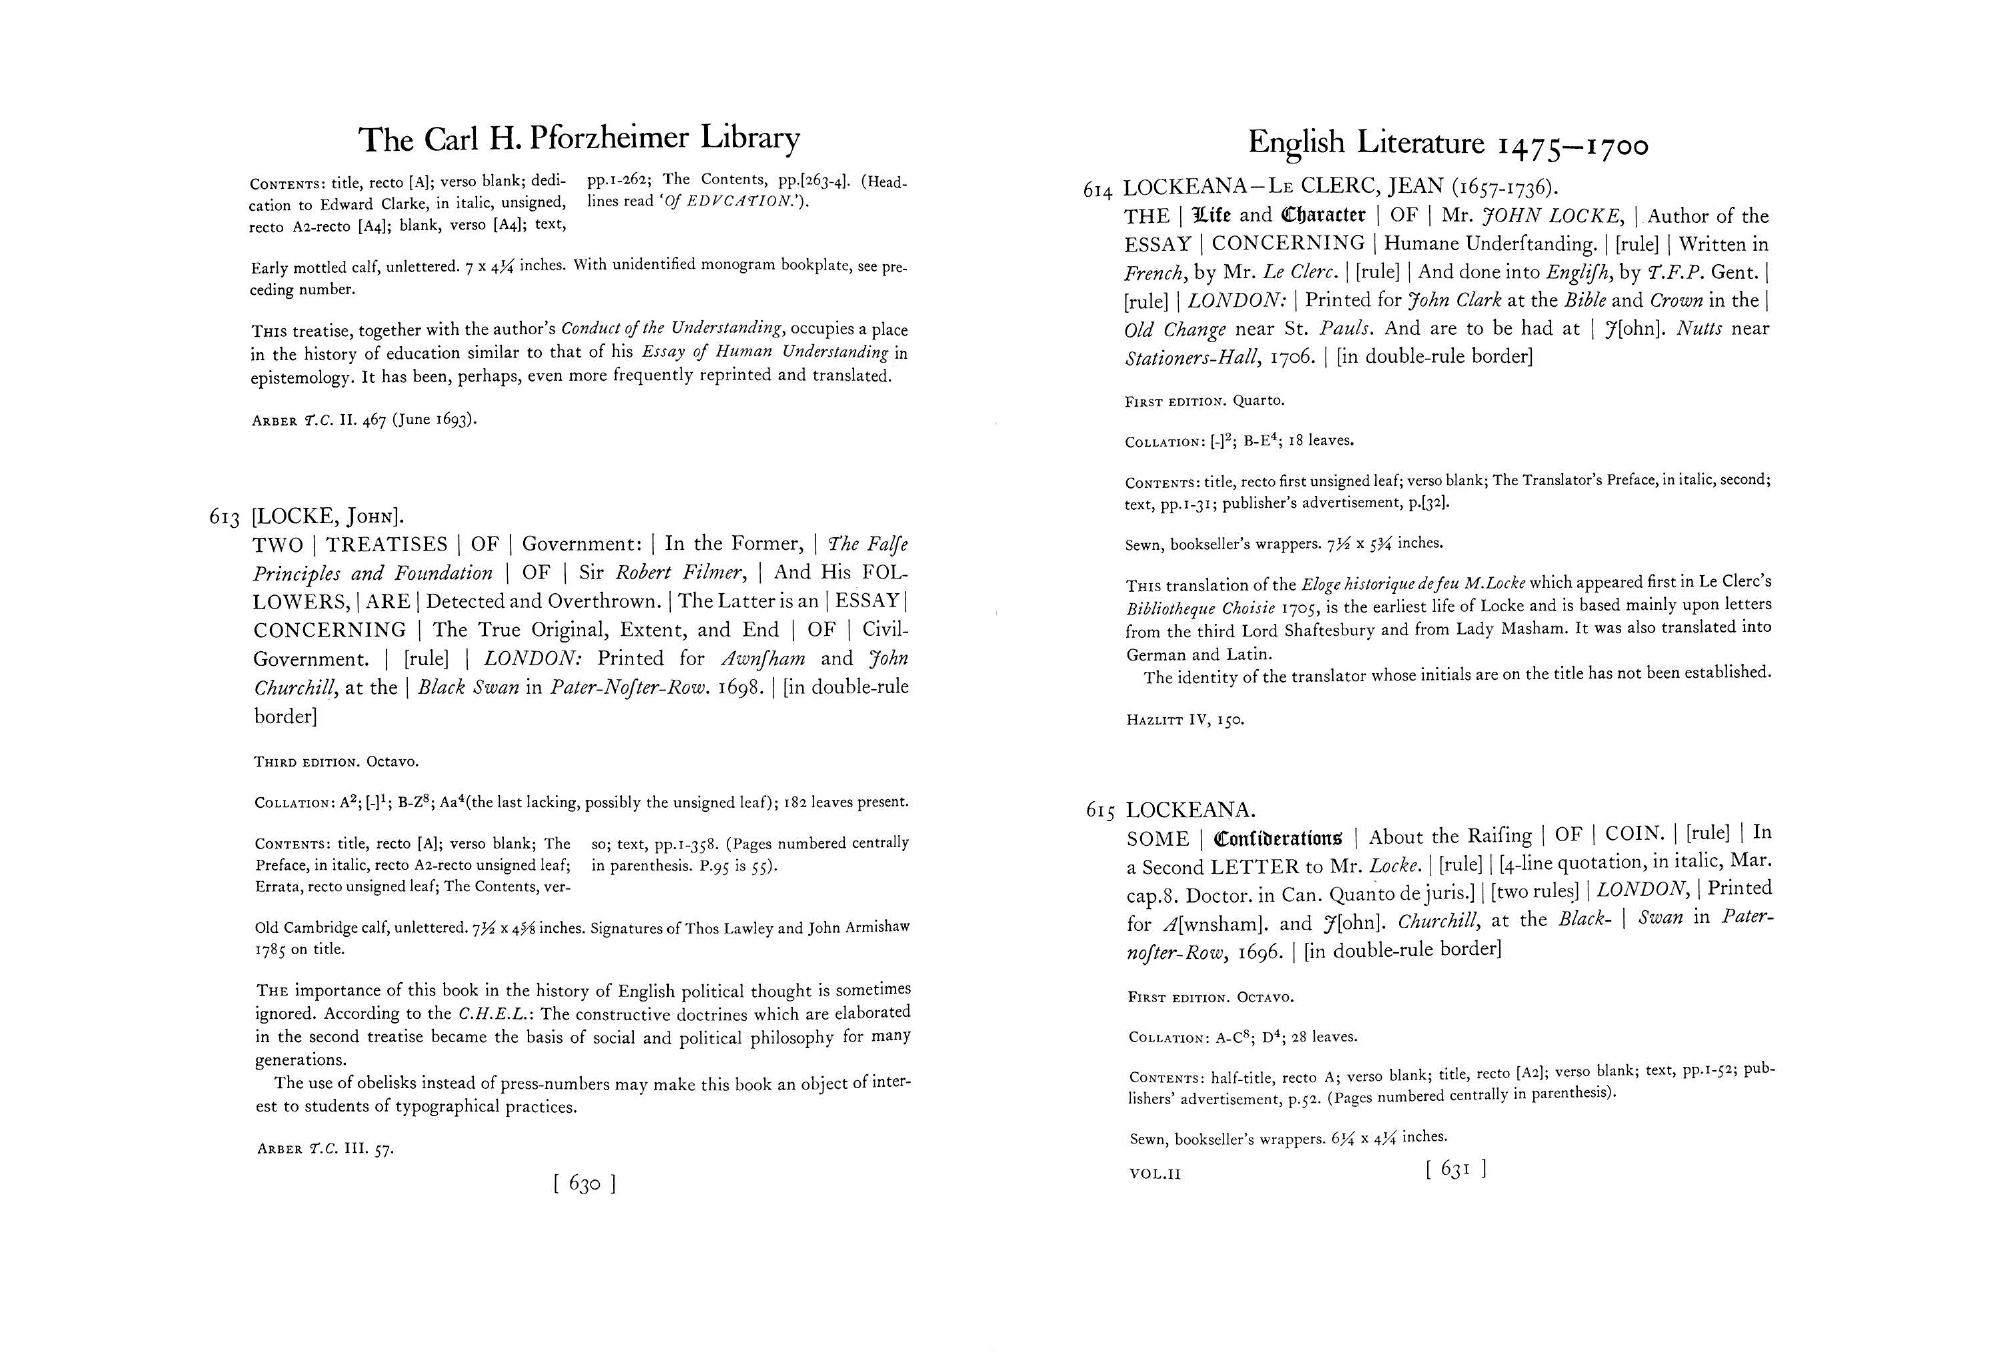 The Carl H. Pforzheimer Library
CONTENTS: title, recto [A]; verso blank; dedi-
cation to Edward Clarke, in italic, unsigned,
recto A2-recto [A4]; blank, verso [A4]; text,
pp.1-262; The Contents, pp.[263-4]. (Head-
lines read 'Of EDVCATION.').
Early mottled calf, unlettered. 7 x 4¼ inches. With unidentified monogram bookplate, see pre-
ceding number.
THIS treatise, together with the author's Conduct of the Understanding, occupies a place
in the history of education similar to that of his Essay of Human Understanding in
epistemology. It has been, perhaps, even more frequently reprinted and translated.
ARBER T.C. II. 467 (June 1693).
613 [LOCKE, JOHN].
TWO | TREATISES | OF | Government: | In the Former, | The Falſe
Principles and Foundation | OF | Sir Robert Filmer, | And His FOL-
LOWERS, | ARE | Detected and Overthrown. | The Latter is an | ESSAY |
CONCERNING | The True Original, Extent, and End | OF | Civil-
Government. | [rule] | LONDON: Printed for Awnſham and John
Churchill, at the | Black Swan in Pater-Noſter-Row. 1698. | [in double-rule
border]
THIRD EDITION. Octavo.
COLLATION: A²; [-]¹; B-Z⁸; Aa⁴(the last lacking, possibly the unsigned leaf); 182 leaves present.
CONTENTS: title, recto [A]; verso blank; The
Preface, in italic, recto A2-recto unsigned leaf;
Errata, recto unsigned leaf; The Contents, ver-
so; text, pp.1-358. (Pages numbered centrally
in parenthesis. P.95 is 55).
Old Cambridge calf, unlettered. 7½ x 4⅝ inches. Signatures of Thos Lawley and John Armishaw
1785 on title.
THE importance of this book in the history of English political thought is sometimes
ignored. According to the C.H.E.L.: The constructive doctrines which are elaborated
in the second treatise became the basis of social and political philosophy for many
generations.
The use of obelisks instead of press-numbers may make this book an object of inter-
est to students of typographical practices.
ARBER T.C. III. 57.
[ 630 ]
English Literature 1475–1700
614 LOCKEANA—LE CLERC, JEAN (1657-1736).
THE | Life and Character | OF | Mr. JOHN LOCKE, | Author of the
ESSAY | CONCERNING | Humane Underſtanding. | [rule] | Written in
French, by Mr. Le Clerc. | [rule] | And done into Engliſh, by T.F.P. Gent. |
[rule] | LONDON: | Printed for John Clark at the Bible and Crown in the |
Old Change near St. Pauls. And are to be had at | J[ohn]. Nutts near
Stationers-Hall, 1706. | [in double-rule border]
FIRST EDITION. Quarto.
COLLATION: [-]²; B-E⁴; 18 leaves.
CONTENTS: title, recto first unsigned leaf; verso blank; The Translator's Preface, in italic, second;
text, pp.1-31; publisher's advertisement, p.[32].
Sewn, bookseller's wrappers. 7½ x 5¾ inches.
THIS translation of the Eloge historique de feu M.Locke which appeared first in Le Clerc's
Bibliotheque Choisie 1705, is the earliest life of Locke and is based mainly upon letters
from the third Lord Shaftesbury and from Lady Masham. It was also translated into
German and Latin.
The identity of the translator whose initials are on the title has not been established.
HAZLITT IV, 150.
615 LOCKEANA.
SOME | Conſiderations | About the Raiſing | OF | COIN. | [rule] | In
a Second LETTER to Mr. Locke. | [rule] | [4-line quotation, in italic, Mar.
cap.8. Doctor. in Can. Quanto de juris.] | [two rules] | LONDON, | Printed
for A[wnsham]. and J[ohn]. Churchill, at the Black- | Swan in Pater-
noſter-Row, 1696. | [in double-rule border]
FIRST EDITION. OCTAVO.
COLLATION: A-C⁸; D⁴; 28 leaves.
CONTENTS: half-title, recto A; verso blank; title, recto [A2]; verso blank; text, pp.1-52; pub-
lishers' advertisement, p.52. (Pages numbered centrally in parenthesis).
Sewn, bookseller's wrappers. 6¼ x 4¼ inches.
VOL.II
[ 631 ]